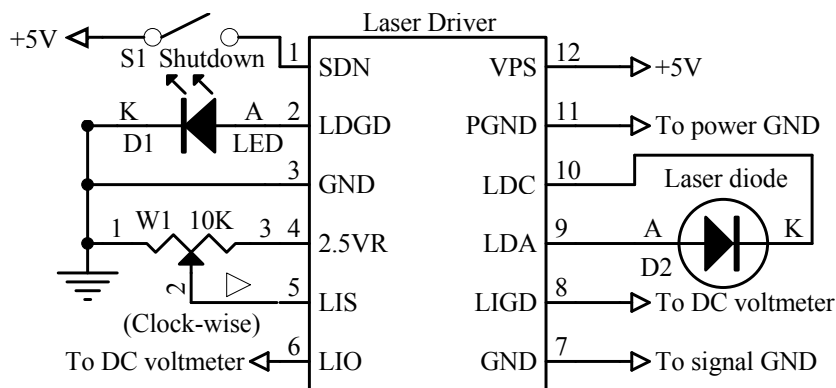 Laser Driver
+5V
S1 Shutdown
1
SDN
VPS
12
+5V
K
A
D1
LED
2
LDGD
PGND
11
To power GND
3
GND
LDC
10
Laser diode
1
W1
10K
3
4
2.5VR
LDA
9
A
K
D2
2
(Clock-wise)
5
LIS
LIGD
8
To DC voltmeter
To DC voltmeter
6
LIO
GND
7
To signal GND